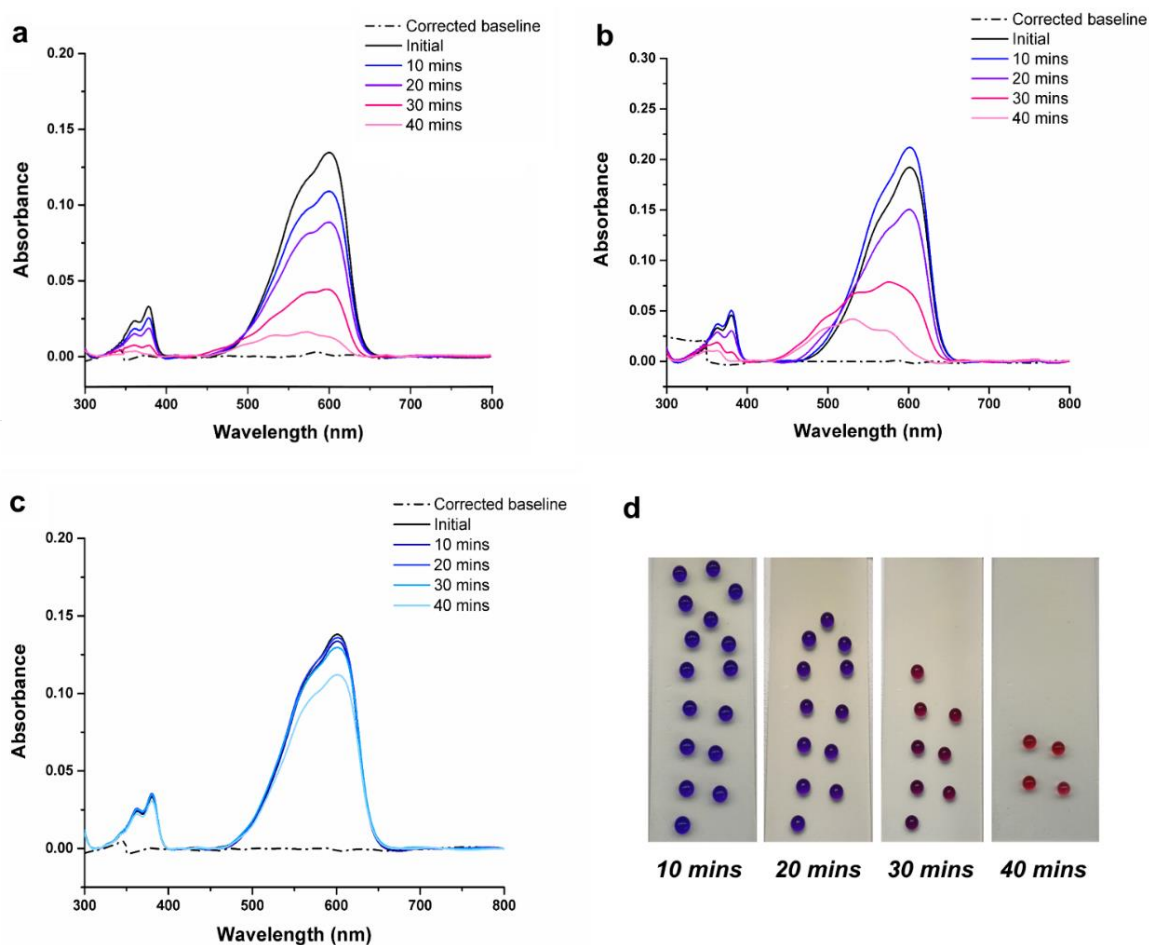 a
Corrected baseline
Initial
10 mins
20 mins
30 mins
40 mins
0.20
0.15
0.10
0.05
0.00
Absorbance
300 400 500 600 700 800
Wavelength (nm)
b
Corrected baseline
Initial
10 mins
20 mins
30 mins
40 mins
0.30
0.25
0.20
0.15
0.10
0.05
0.00
Absorbance
300 400 500 600 700 800
Wavelength (nm)
c
Corrected baseline
Initial
10 mins
20 mins
30 mins
40 mins
0.20
0.15
0.10
0.05
0.00
Absorbance
300 400 500 600 700 800
Wavelength (nm)
d
10 mins 20 mins 30 mins 40 mins